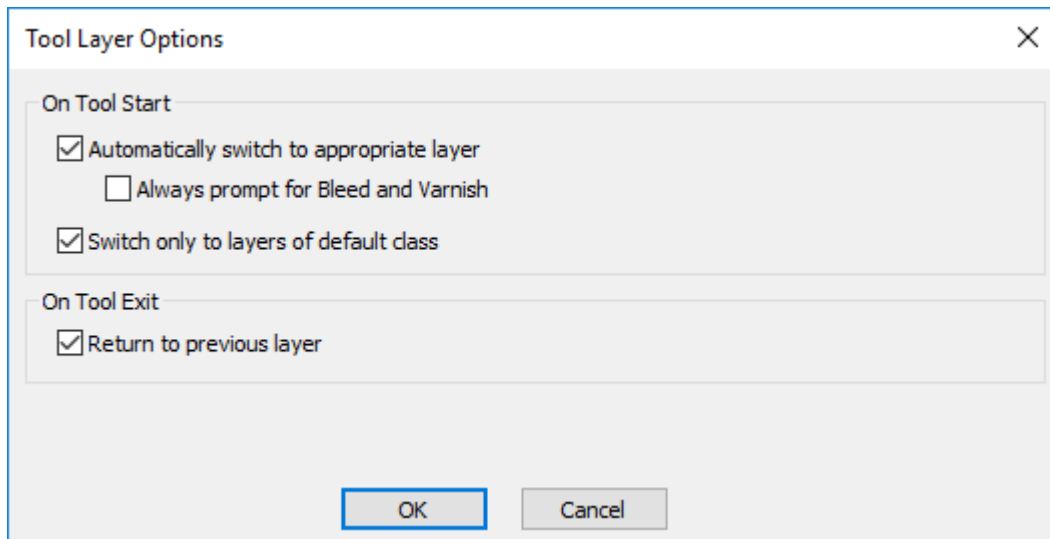 Tool Layer Options
On Tool Start
Automatically switch to appropriate layer
Always prompt for Bleed and Varnish
Switch only to layers of default class
On Tool Exit
Return to previous layer
OK Cancel